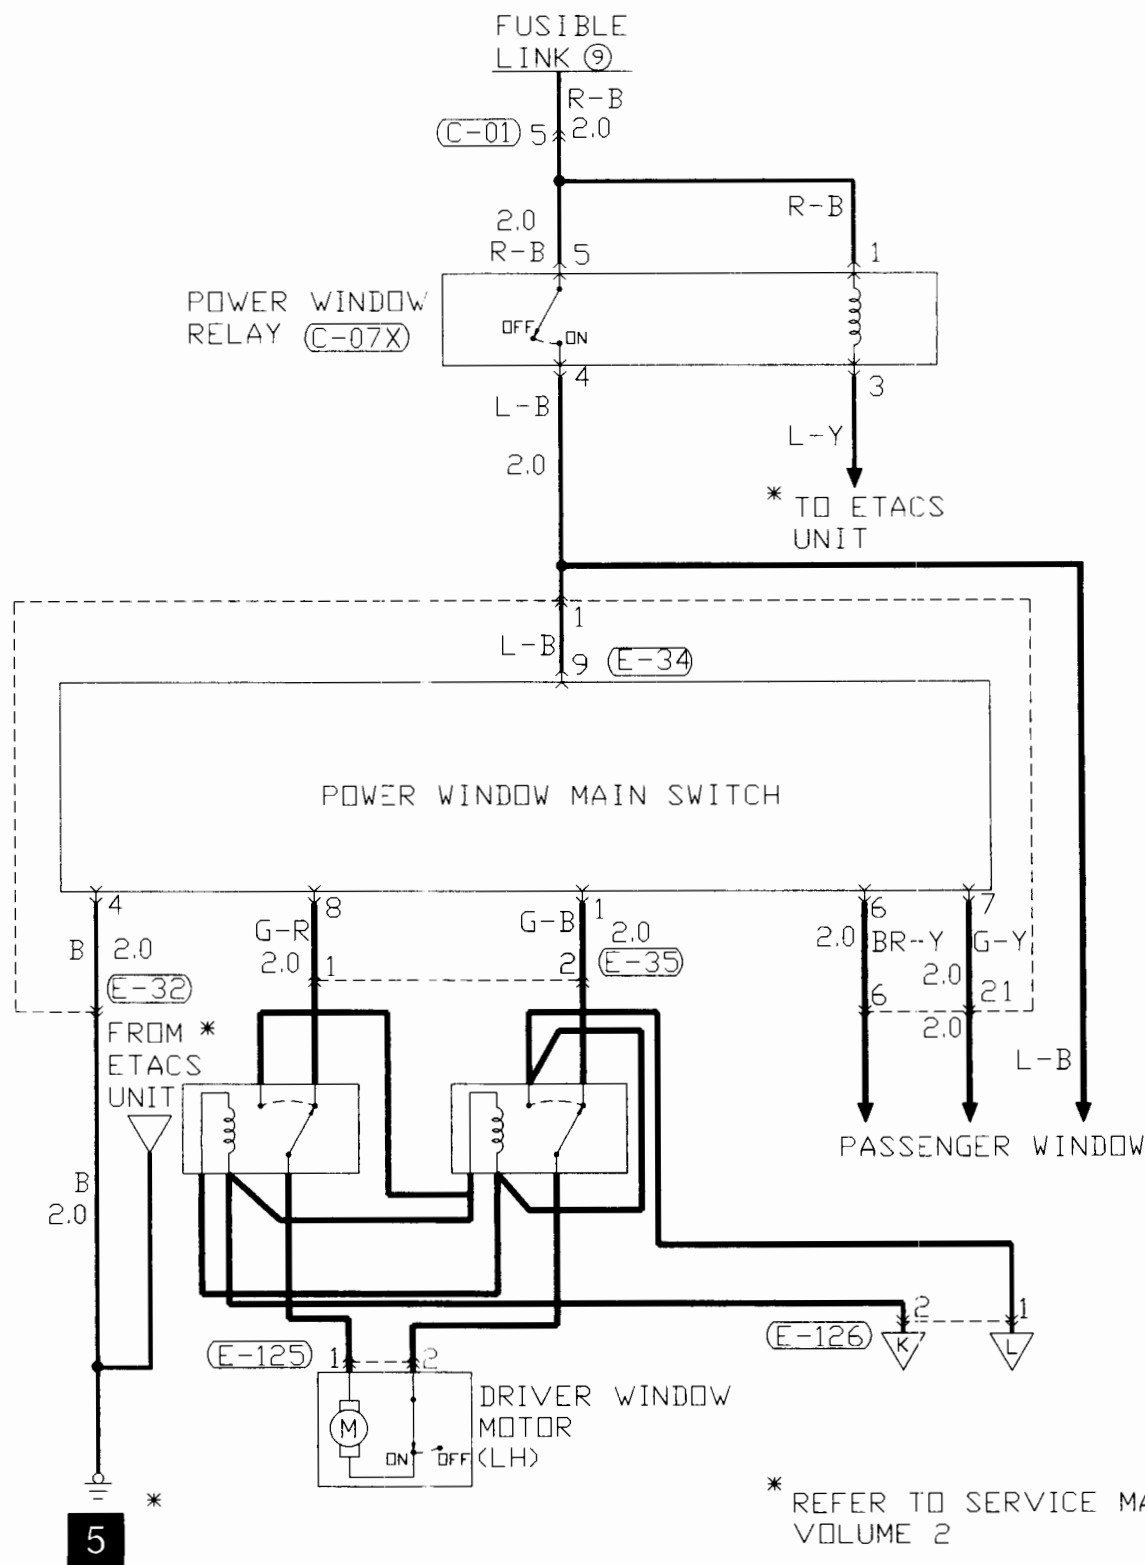 FUSIBLE
LINK ⑨
R-B
C-01 5 2.0
2.0
R-B 5
R-B
1
POWER WINDOW
RELAY C-07X
OFF
ON
4
3
L-B
2.0
L-Y
* TO ETACS
UNIT
1
L-B
9 E-34
POWER WINDOW MAIN SWITCH
4
8
1
6
7
B 2.0
E-32
G-R
2.0 1
G-B
2.0
2 E-35
2.0 BR-Y
G-Y
2.0
6
21
2.0
L-B
FROM *
ETACS
UNIT
PASSENGER WINDOW
B
2.0
E-125 1 2
E-126 2 1
K
L
M
ON OFF
DRIVER WINDOW
MOTOR
(LH)
*
5
* REFER TO SERVICE MA
VOLUME 2